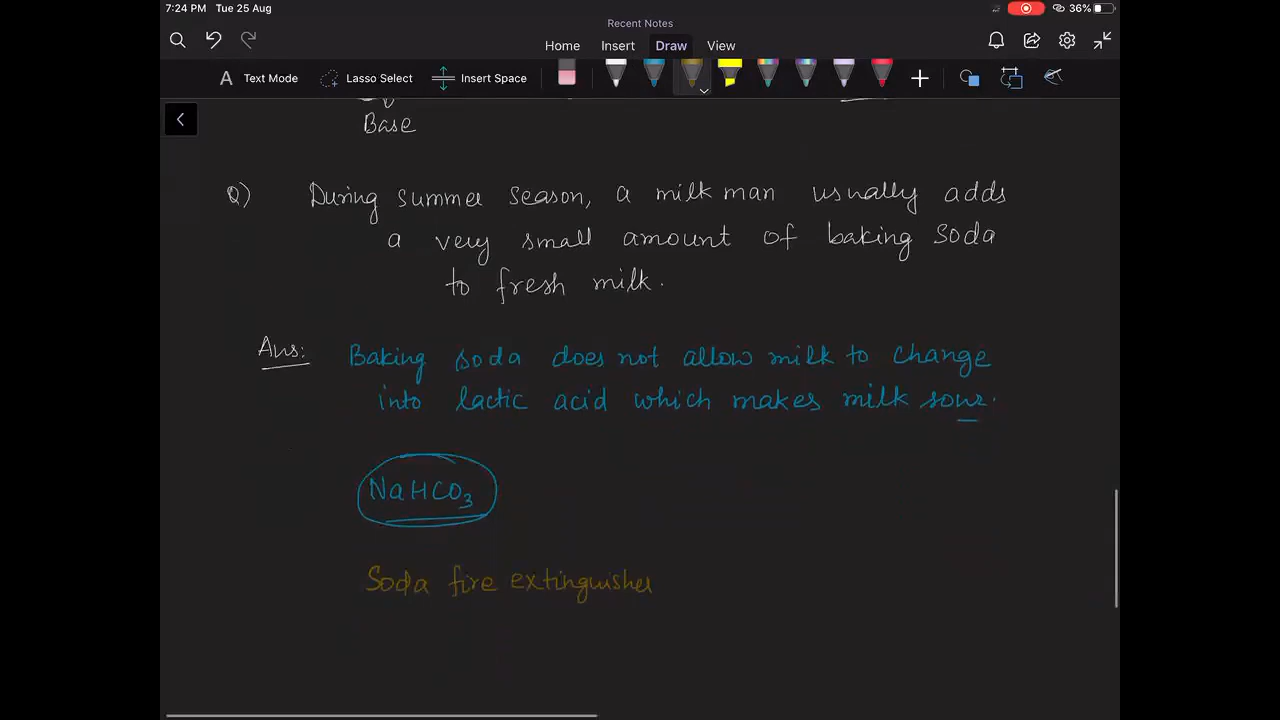 7:24 PM Tue 25 Aug
36%
Recent Notes
Home Insert Draw View
Text Mode Lasso Select Insert Space
Base
Q) During summer season, a milk man usually adds
a very small amount of baking soda
to fresh milk.
Ans: Baking soda does not allow milk to change
into lactic acid which makes milk sour.
NaHCO3
Soda fire extinguisher